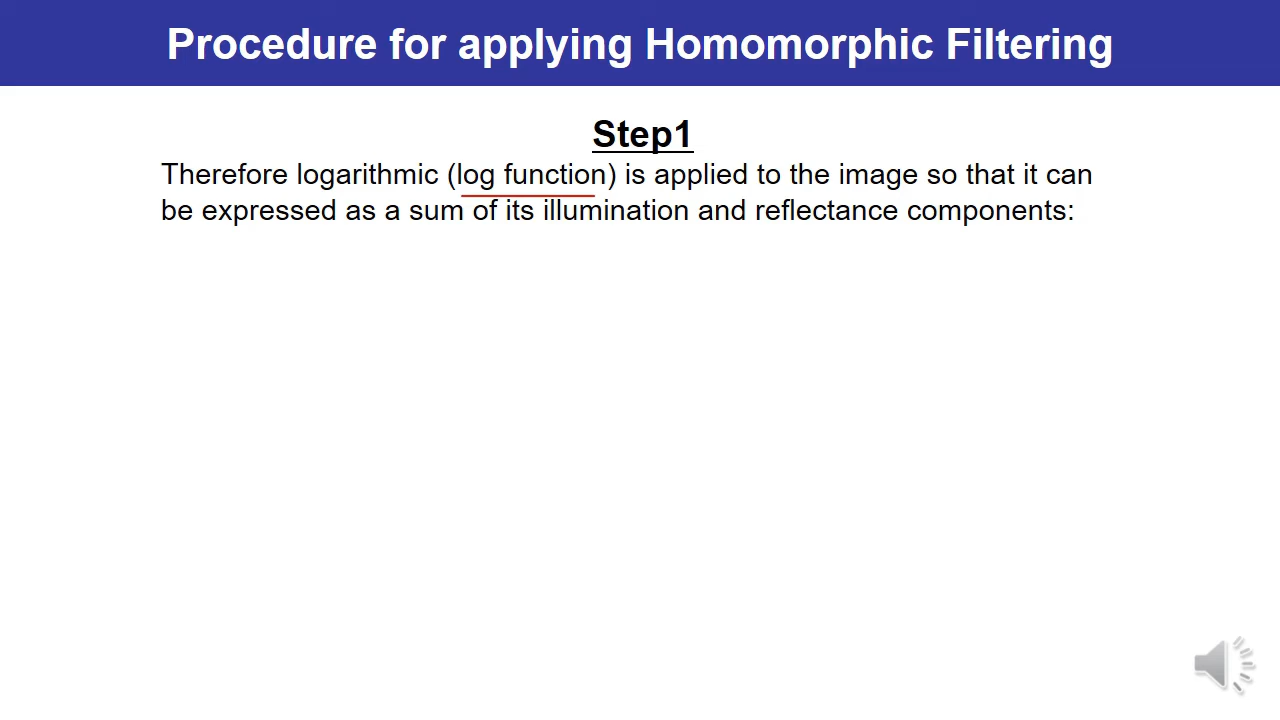 Procedure for applying Homomorphic Filtering
Step1
Therefore logarithmic (log function) is applied to the image so that it can
be expressed as a sum of its illumination and reflectance components: